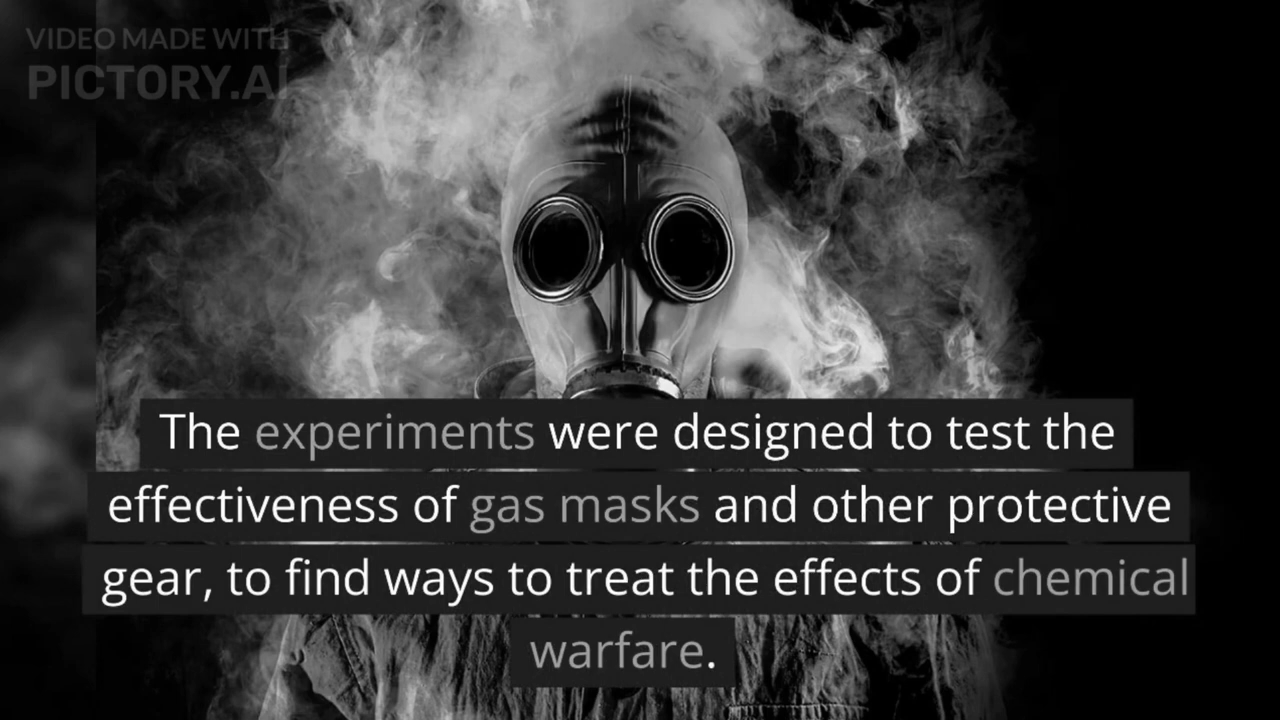 VIDEO MADE WITH
PICTORY.AI
The experiments were designed to test the
effectiveness of gas masks and other protective
gear, to find ways to treat the effects of chemical
warfare.